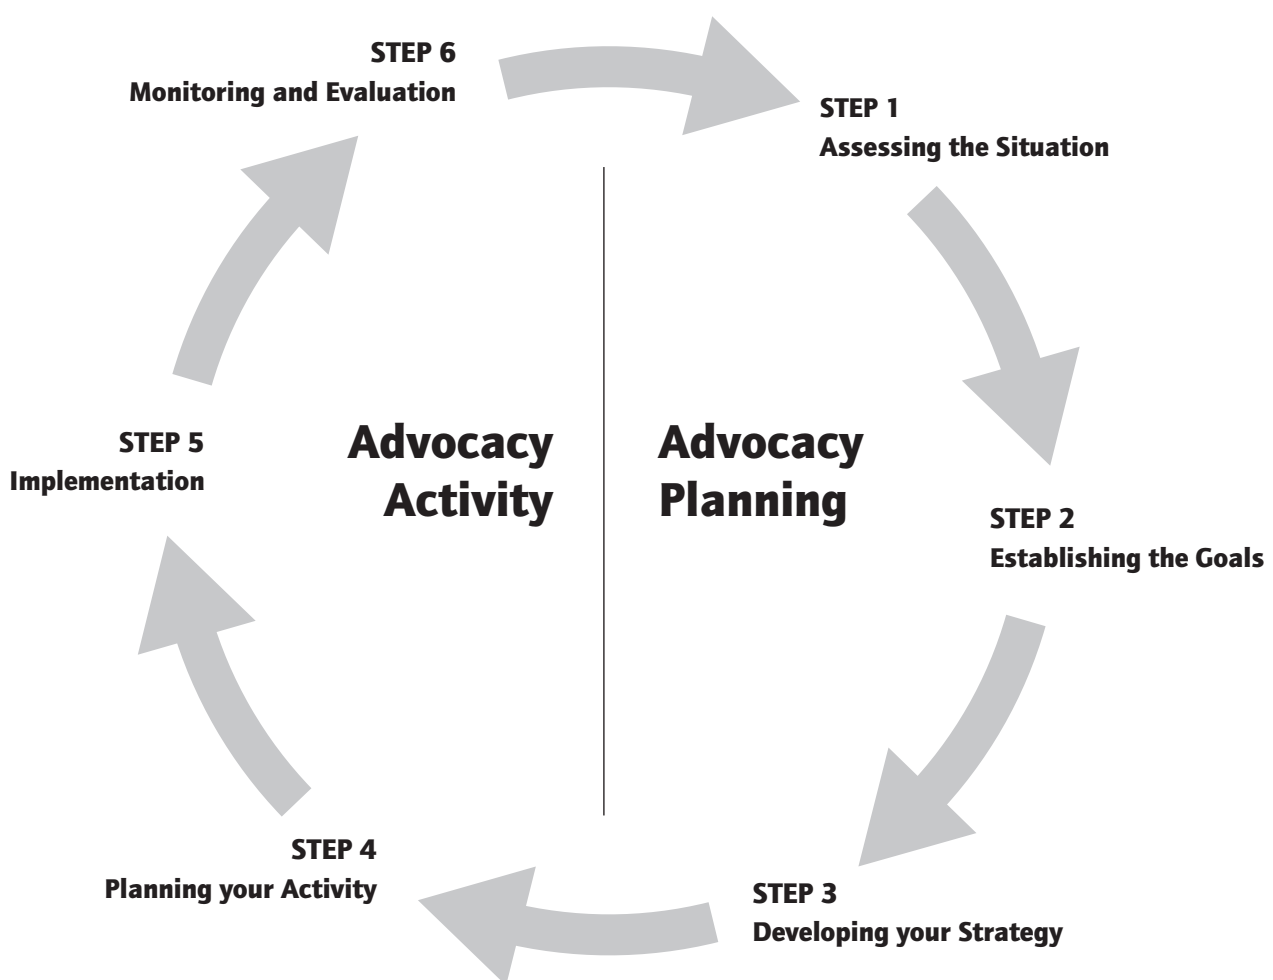 STEP 6
Monitoring and Evaluation
STEP 1
Assessing the Situation
STEP 5
Implementation
Advocacy
Activity
Advocacy
Planning
STEP 2
Establishing the Goals
STEP 4
Planning your Activity
STEP 3
Developing your Strategy